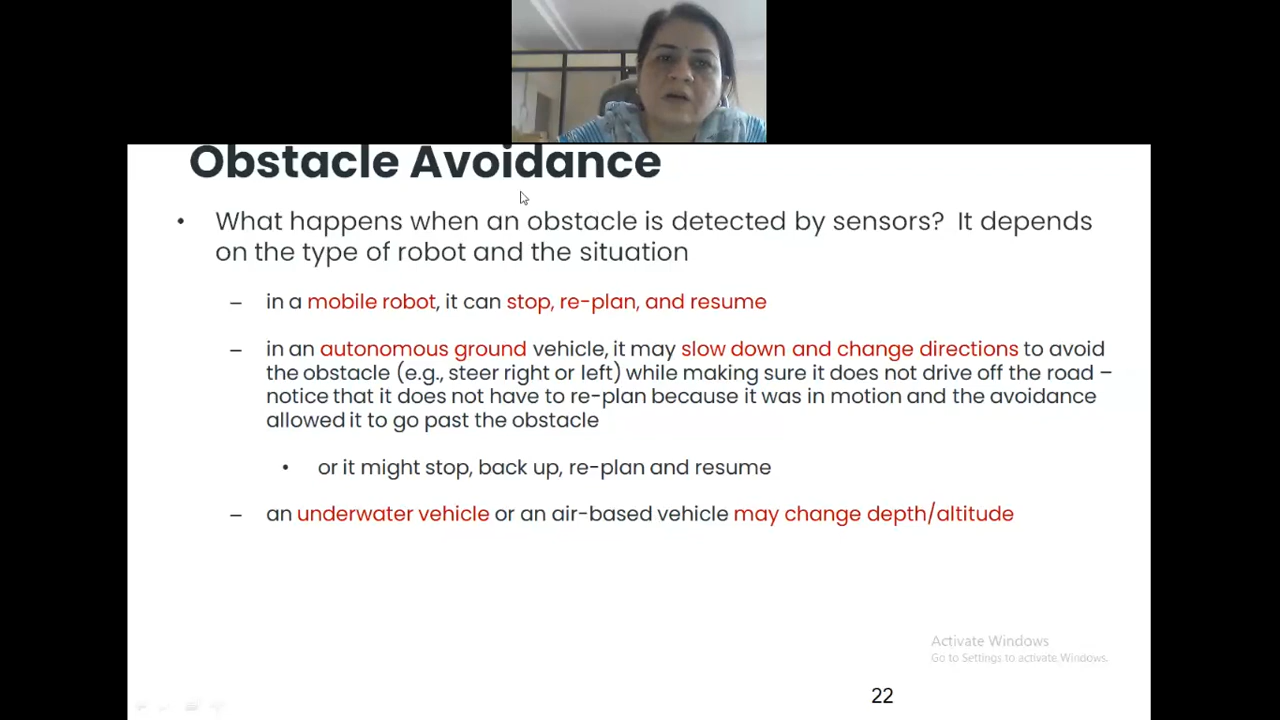 Obstacle Avoidance
• What happens when an obstacle is detected by sensors? It depends
on the type of robot and the situation
– in a mobile robot, it can stop, re-plan, and resume
– in an autonomous ground vehicle, it may slow down and change directions to avoid
the obstacle (e.g., steer right or left) while making sure it does not drive off the road –
notice that it does not have to re-plan because it was in motion and the avoidance
allowed it to go past the obstacle
• or it might stop, back up, re-plan and resume
– an underwater vehicle or an air-based vehicle may change depth/altitude
Activate Windows
Go to Settings to activate Windows.
22